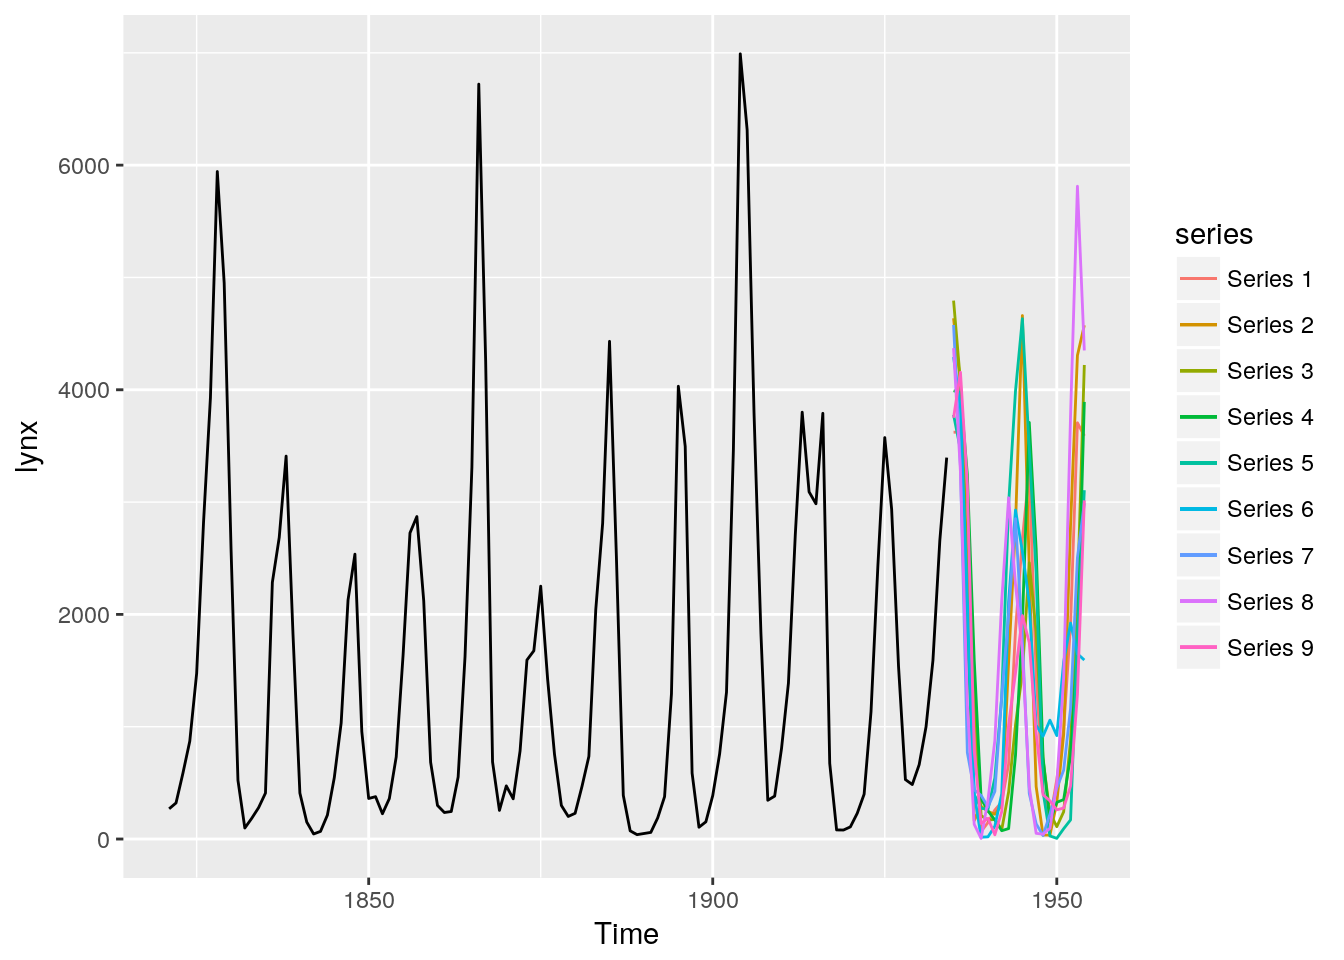 lynx
6000
4000
2000
0
1850
1900
1950
Time
series
Series 1
Series 2
Series 3
Series 4
Series 5
Series 6
Series 7
Series 8
Series 9